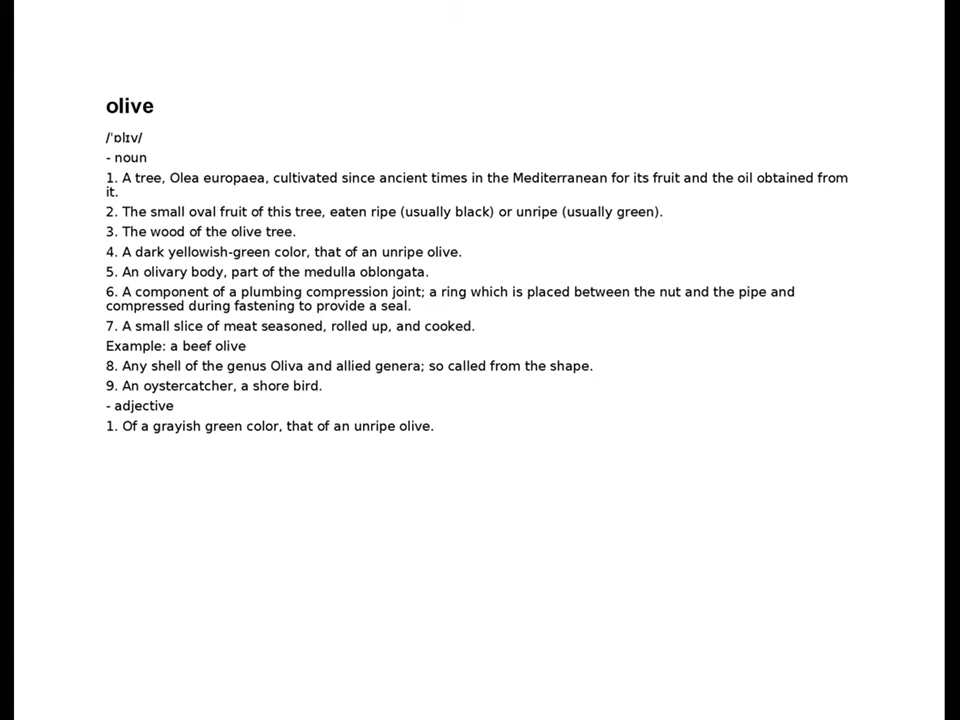 olive
/ˈɒlɪv/
- noun
1. A tree, Olea europaea, cultivated since ancient times in the Mediterranean for its fruit and the oil obtained from
it.
2. The small oval fruit of this tree, eaten ripe (usually black) or unripe (usually green).
3. The wood of the olive tree.
4. A dark yellowish-green color, that of an unripe olive.
5. An olivary body, part of the medulla oblongata.
6. A component of a plumbing compression joint; a ring which is placed between the nut and the pipe and
compressed during fastening to provide a seal.
7. A small slice of meat seasoned, rolled up, and cooked.
Example: a beef olive
8. Any shell of the genus Oliva and allied genera; so called from the shape.
9. An oystercatcher, a shore bird.
- adjective
1. Of a grayish green color, that of an unripe olive.